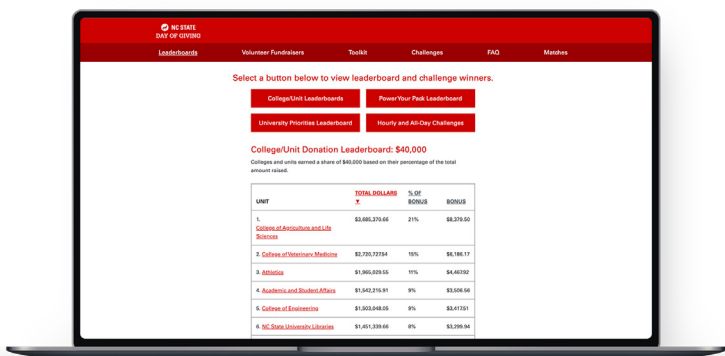 NC STATE
DAY OF GIVING
Leaderboards Volunteer Fundraisers Toolkit Challenges FAQ Matches
Select a button below to view leaderboard and challenge winners.
College/Unit Leaderboards Power Your Pack Leaderboard
University Priorities Leaderboard Hourly and All-Day Challenges
College/Unit Donation Leaderboard: $40,000
Colleges and units earned a share of $40,000 based on their percentage of the total
amount raised.
UNIT TOTAL DOLLARS ▼ % OF BONUS BONUS
1. College of Agriculture and Life Sciences $3,685,370.66 21% $8,379.50
2. College of Veterinary Medicine $2,720,727.54 15% $6,186.17
3. Athletics $1,965,029.55 11% $4,467.92
4. Academic and Student Affairs $1,542,215.91 9% $3,506.56
5. College of Engineering $1,503,048.05 9% $3,417.51
6. NC State University Libraries $1,451,339.66 8% $3,299.94